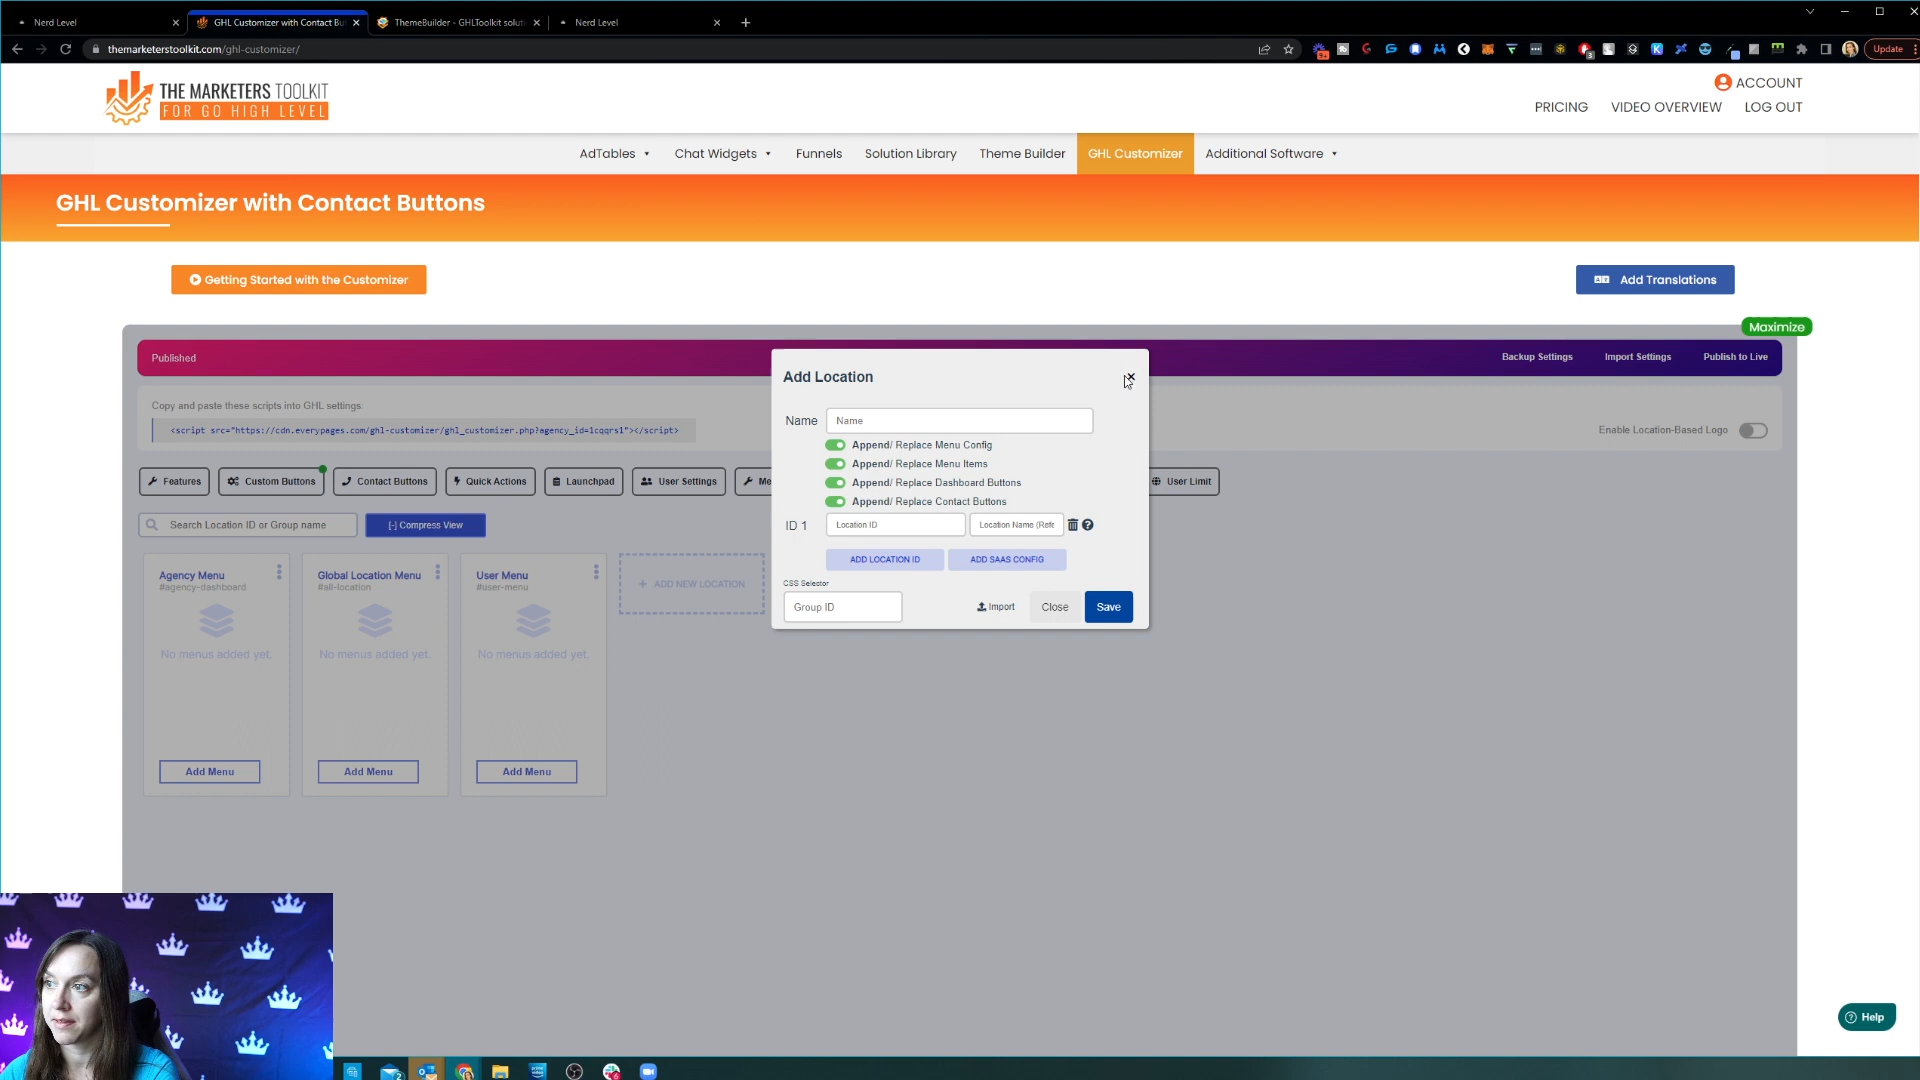 Nerd Level
GHL Customizer with Contact Bu
ThemeBuilder - GHLToolkit solut
Nerd Level
themarketerstoolkit.com/ghl-customizer/
Update
THE MARKETERS TOOLKIT
FOR GO HIGH LEVEL
ACCOUNT
PRICING
VIDEO OVERVIEW
LOG OUT
AdTables
Chat Widgets
Funnels
Solution Library
Theme Builder
GHL Customizer
Additional Software
GHL Customizer with Contact Buttons
Getting Started with the Customizer
Add Translations
Maximize
Published
Backup Settings
Import Settings
Publish to Live
Copy and paste these scripts into GHL settings:
<script src="https://cdn.everypages.com/ghl-customizer/ghl_customizer.php?agency_id=1cqqrs1"></script>
Enable Location-Based Logo
Features
Custom Buttons
Contact Buttons
Quick Actions
Launchpad
User Settings
Me
User Limit
Search Location ID or Group name
[-] Compress View
Agency Menu
#agency-dashboard
No menus added yet.
Add Menu
Global Location Menu
#all-location
No menus added yet.
Add Menu
User Menu
#user-menu
No menus added yet.
Add Menu
+ ADD NEW LOCATION
Add Location
Name
Name
Append/ Replace Menu Config
Append/ Replace Menu Items
Append/ Replace Dashboard Buttons
Append/ Replace Contact Buttons
ID 1
Location ID
Location Name (Refe
ADD LOCATION ID
ADD SAAS CONFIG
CSS Selector
Group ID
Import
Close
Save
Help